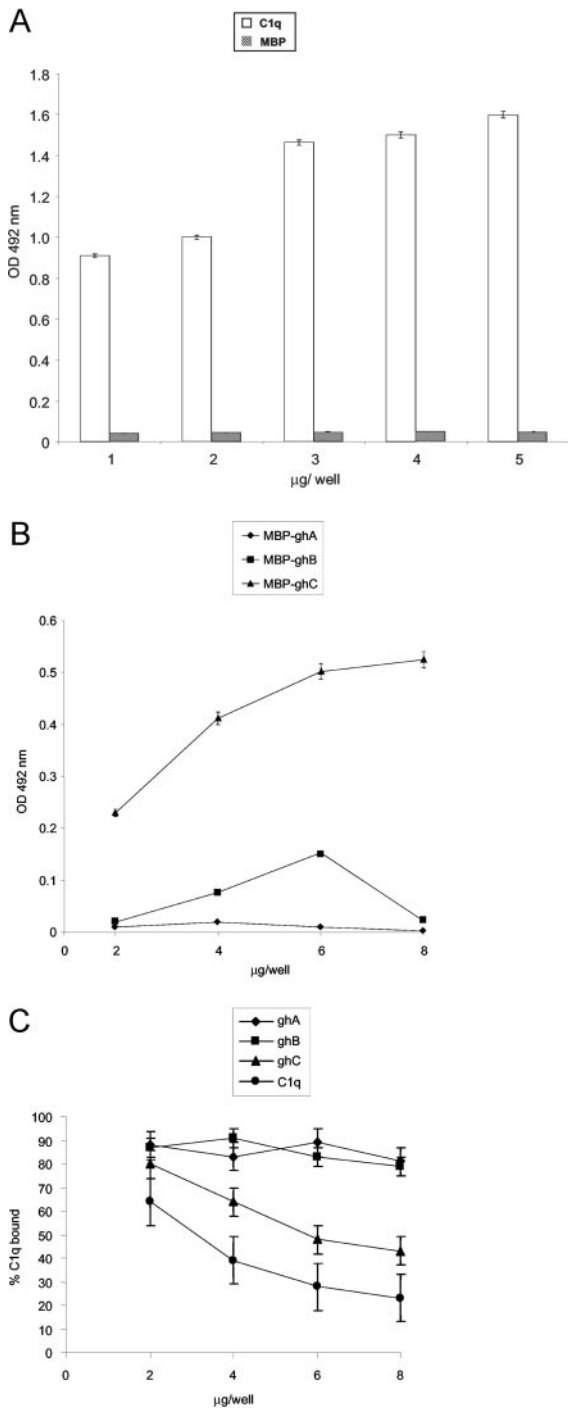 A
C1q
MBP
1.8
1.6
1.4
1.2
1.0
0.8
0.6
0.4
0.2
0
OD 492 nm
1 2 3 4 5
µg/ well
B
MBP-ghA
MBP-ghB
MBP-ghC
0.6
0.5
0.4
0.3
0.2
0.1
0
OD 492 nm
0 2 4 6 8
µg/well
C
ghA
ghB
ghC
C1q
100
90
80
70
60
50
40
30
20
10
0
% C1q bound
0 2 4 6 8
µg/well